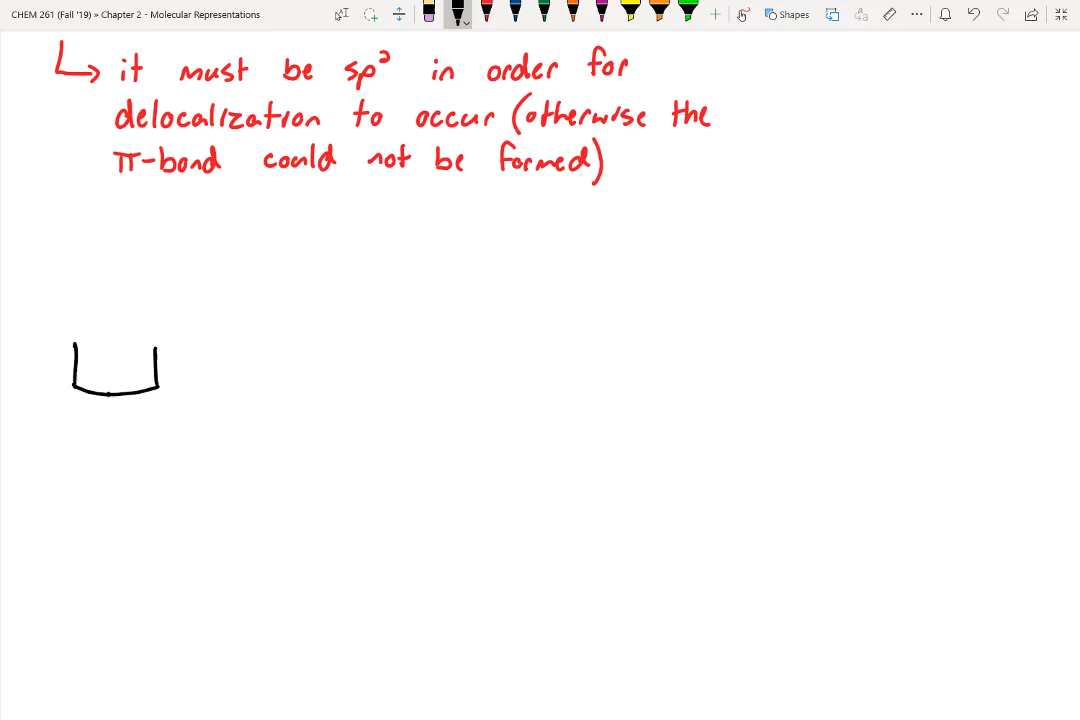 CHEM 261 (Fall '19) » Chapter 2 - Molecular Representations
Shapes
it must be sp² in order for
delocalization to occur (otherwise the
π-bond could not be formed)